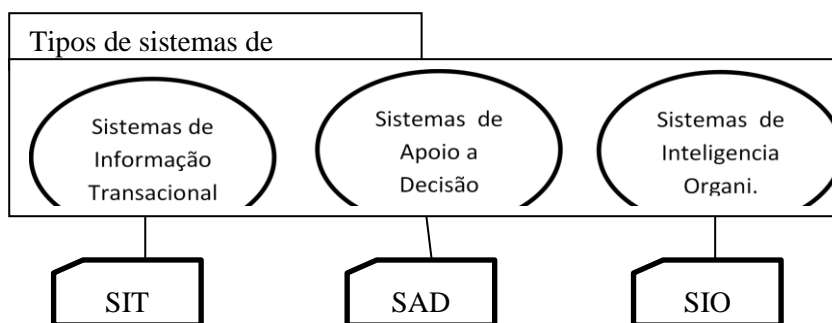 Tipos de sistemas de
Sistemas de
Informação
Transacional
Sistemas de
Apoio a
Decisão
Sistemas de
Inteligencia
Organi.
SIT
SAD
SIO